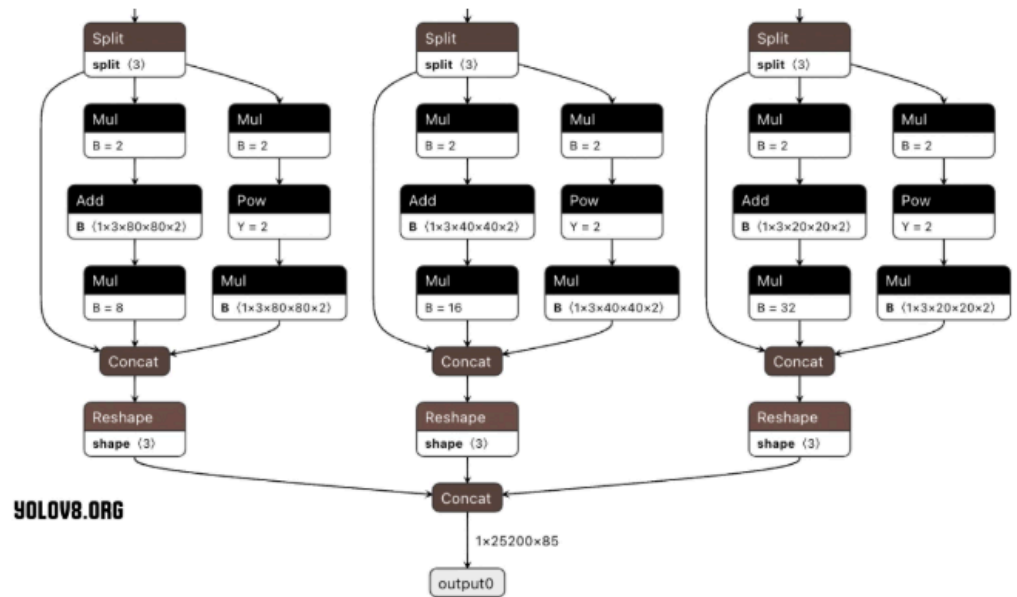 Split
split ⟨3⟩
Mul
B = 2
Mul
B = 2
Add
B ⟨1×3×80×80×2⟩
Pow
Y = 2
Mul
B = 8
Mul
B ⟨1×3×80×80×2⟩
Concat
Reshape
shape ⟨3⟩
Split
split ⟨3⟩
Mul
B = 2
Mul
B = 2
Add
B ⟨1×3×40×40×2⟩
Pow
Y = 2
Mul
B = 16
Mul
B ⟨1×3×40×40×2⟩
Concat
Reshape
shape ⟨3⟩
Split
split ⟨3⟩
Mul
B = 2
Mul
B = 2
Add
B ⟨1×3×20×20×2⟩
Pow
Y = 2
Mul
B = 32
Mul
B ⟨1×3×20×20×2⟩
Concat
Reshape
shape ⟨3⟩
Concat
YOLOV8.ORG
1×25200×85
output0